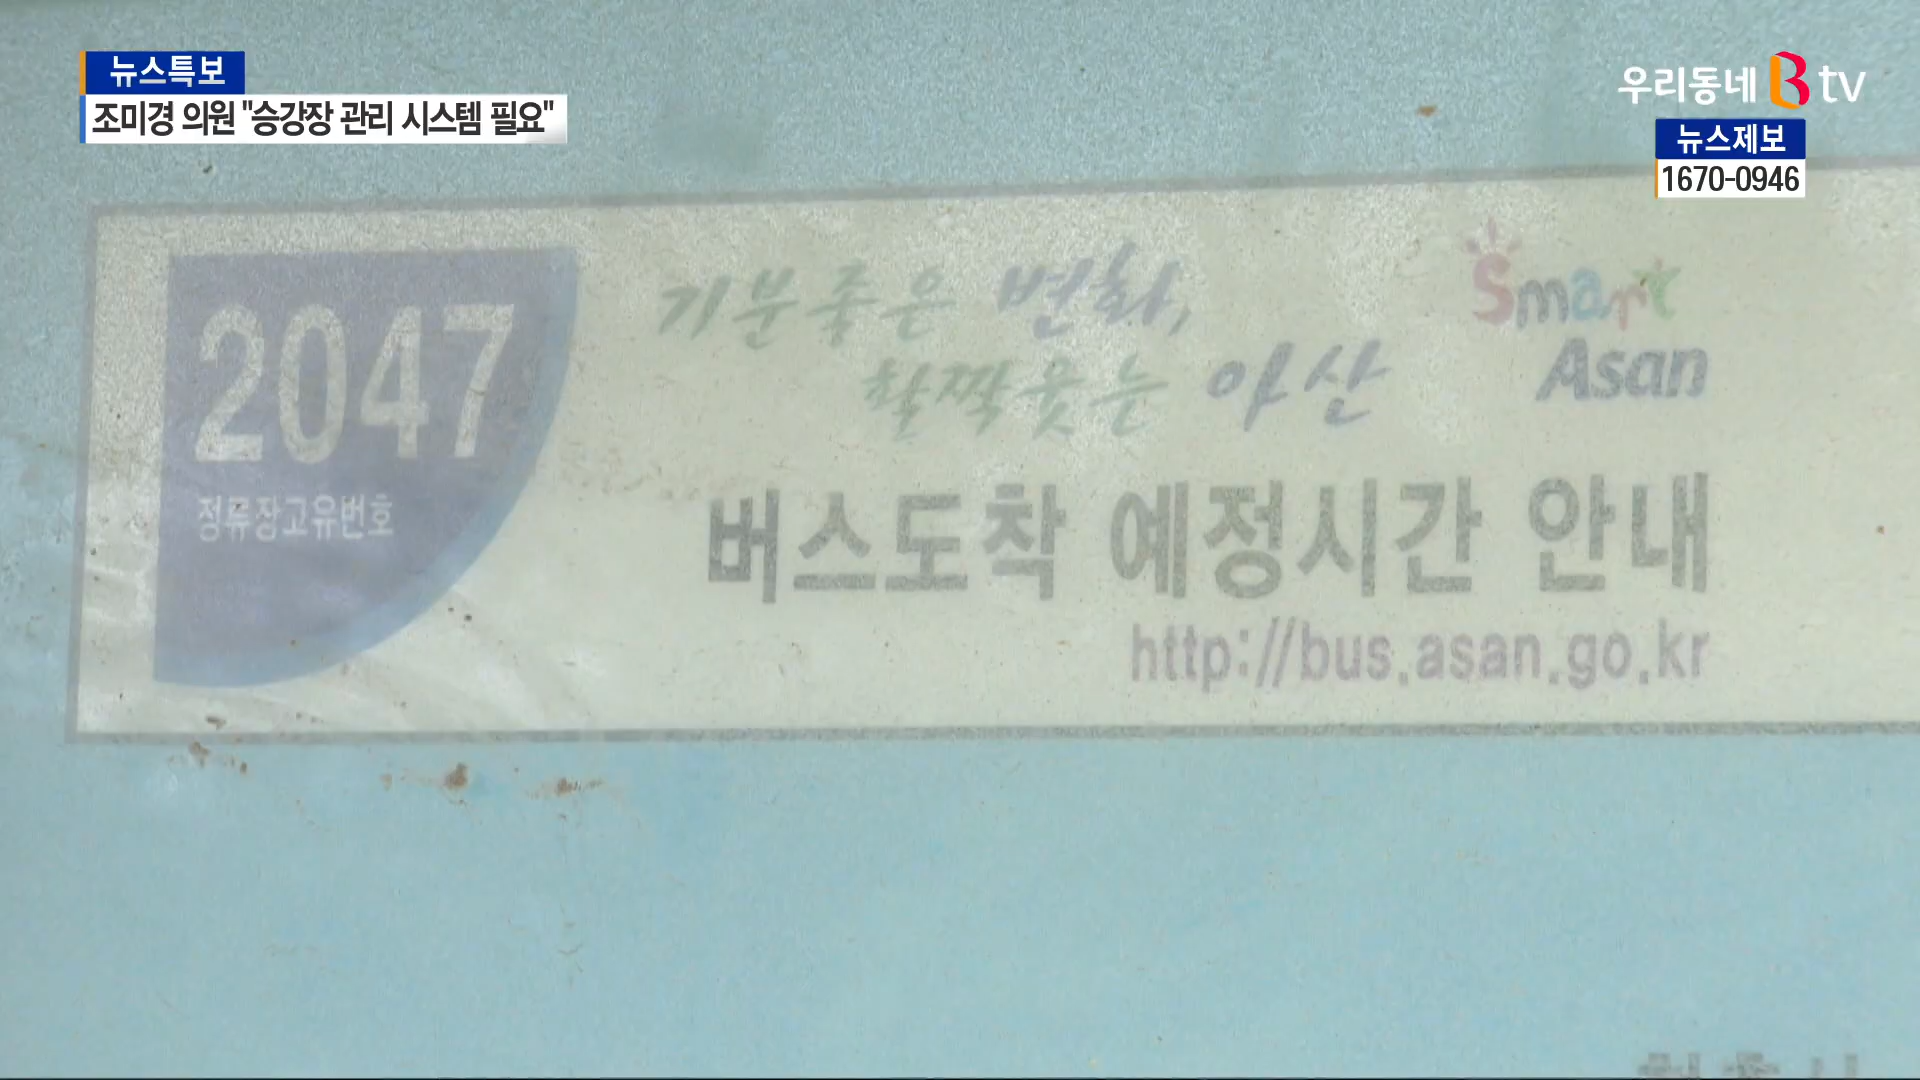 뉴스특보
조미경 의원 "승강장 관리 시스템 필요"
우리동네 B tv
뉴스제보
1670-0946
2047
정류장고유번호
기분좋은 변화,
활짝웃는 아산
Smart
Asan
버스도착 예정시간 안내
http://bus.asan.go.kr